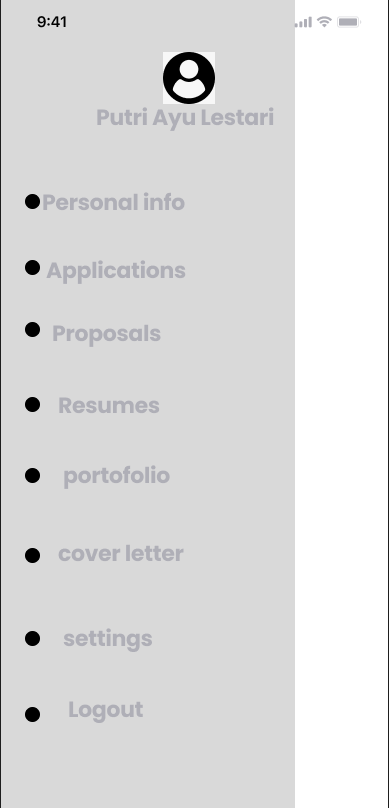 9:41
Putri Ayu Lestari
Personal info
Applications
Proposals
Resumes
portofolio
cover letter
settings
Logout